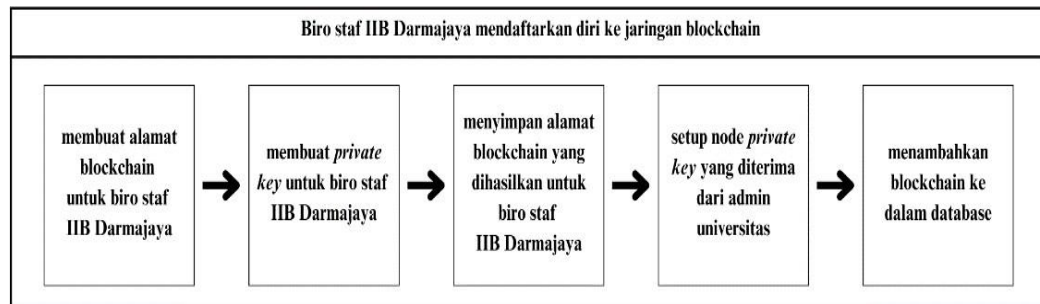 Biro staf IIB Darmajaya mendaftarkan diri ke jaringan blockchain
membuat alamat
blockchain
untuk biro staf
IIB Darmajaya
membuat private
key untuk biro staf
IIB Darmajaya
menyimpan alamat
blockchain yang
dihasilkan untuk
biro staf
IIB Darmajaya
setup node private
key yang diterima
dari admin
universitas
menambahkan
blockchain ke
dalam database